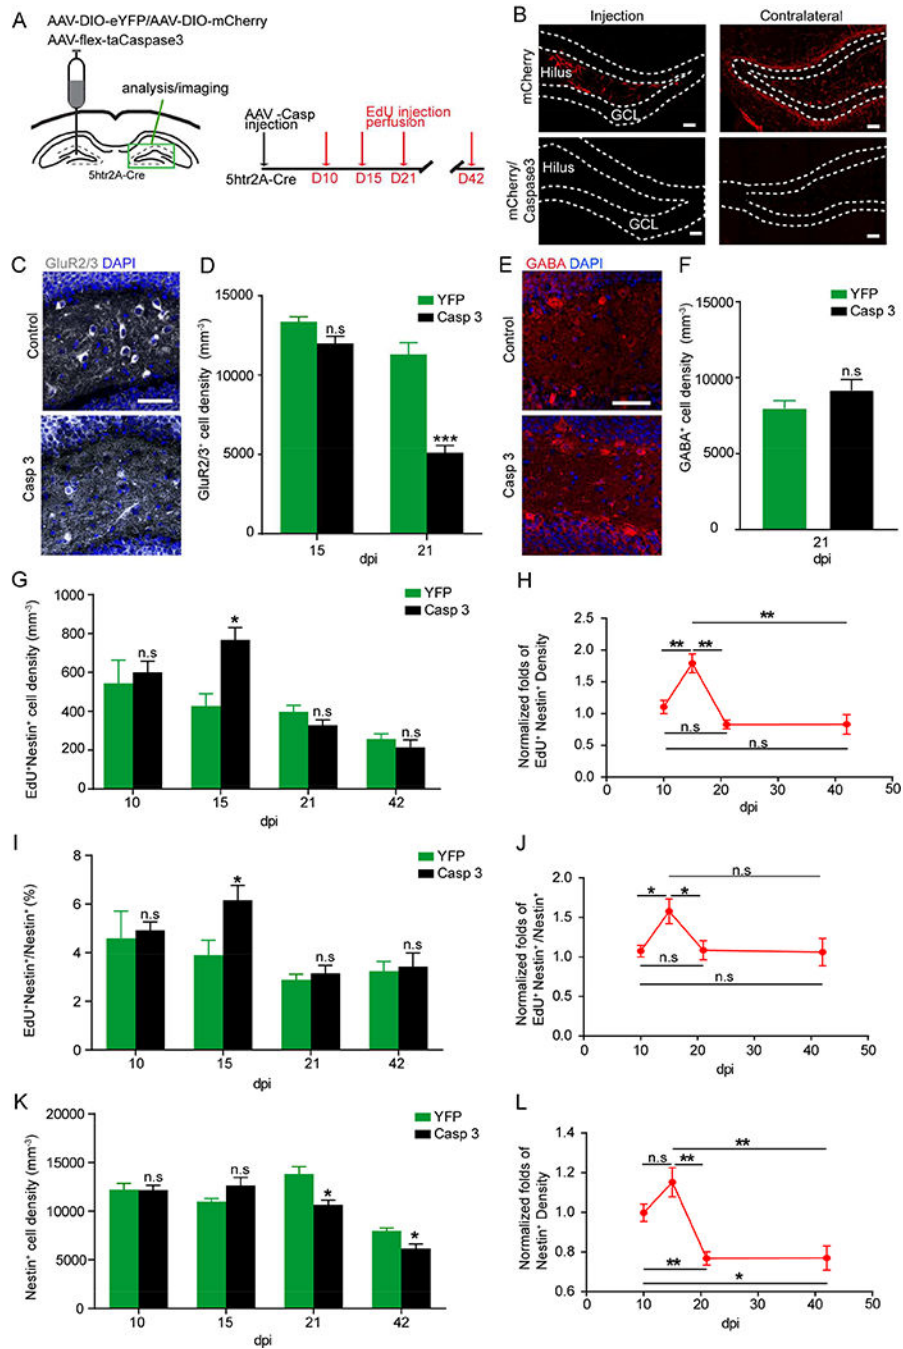 A
AAV-DIO-eYFP/AAV-DIO-mCherry
AAV-flex-taCaspase3
analysis/imaging
5htr2A-Cre
AAV -Casp
injection
EdU injection
perfusion
5htr2A-Cre
D10
D15
D21
D42
B
Injection
Contralateral
mCherry
Hilus
GCL
mCherry/
Caspase3
Hilus
GCL
C
GluR2/3 DAPI
Control
Casp 3
D
YFP
Casp 3
GluR2/3⁺ cell density (mm⁻³)
15000
10000
5000
0
n.s
***
15
21
dpi
E
GABA DAPI
Control
Casp 3
F
YFP
Casp 3
GABA⁺ cell density (mm⁻³)
15000
10000
5000
0
n.s
21
dpi
G
YFP
Casp 3
EdU⁺Nestin⁺ cell density (mm⁻³)
1000
800
600
400
200
0
n.s
*
n.s
n.s
10
15
21
42
dpi
H
Normalized folds of
EdU⁺ Nestin⁺ Density
2.5
2.0
1.5
1.0
0.5
0.0
**
**
**
n.s
n.s
0
10
20
30
40
50
dpi
I
YFP
Casp 3
EdU⁺Nestin⁺/Nestin⁺ (%)
8
6
4
2
0
n.s
*
n.s
n.s
10
15
21
42
dpi
J
Normalized folds of
EdU⁺ Nestin⁺ /Nestin⁺
2.0
1.5
1.0
0.5
0.0
n.s
*
*
n.s
n.s
0
10
20
30
40
50
dpi
K
YFP
Casp 3
Nestin⁺ cell density (mm⁻³)
20000
15000
10000
5000
0
n.s
n.s
*
*
10
15
21
42
dpi
L
Normalized folds of
Nestin⁺ Density
1.4
1.2
1.0
0.8
0.6
**
n.s
**
**
*
0
10
20
30
40
50
dpi